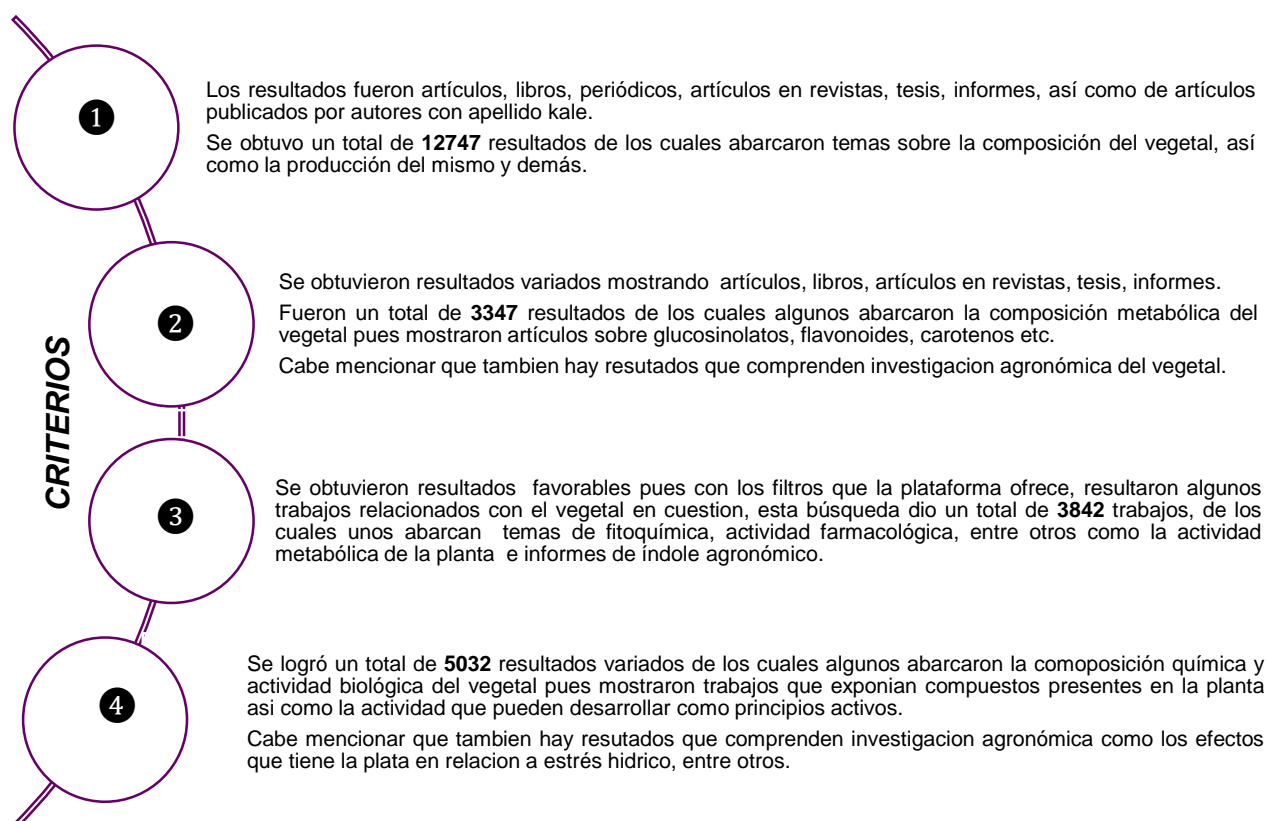 CRITERIOS
❶
Los resultados fueron artículos, libros, periódicos, artículos en revistas, tesis, informes, así como de artículos
publicados por autores con apellido kale.
Se obtuvo un total de 12747 resultados de los cuales abarcaron temas sobre la composición del vegetal, así
como la producción del mismo y demás.
❷
Se obtuvieron resultados variados mostrando artículos, libros, artículos en revistas, tesis, informes.
Fueron un total de 3347 resultados de los cuales algunos abarcaron la composición metabólica del
vegetal pues mostraron artículos sobre glucosinolatos, flavonoides, carotenos etc.
Cabe mencionar que tambien hay resutados que comprenden investigacion agronómica del vegetal.
❸
Se obtuvieron resultados favorables pues con los filtros que la plataforma ofrece, resultaron algunos
trabajos relacionados con el vegetal en cuestion, esta búsqueda dio un total de 3842 trabajos, de los
cuales unos abarcan temas de fitoquímica, actividad farmacológica, entre otros como la actividad
metabólica de la planta e informes de índole agronómico.
❹
Se logró un total de 5032 resultados variados de los cuales algunos abarcaron la comoposición química y
actividad biológica del vegetal pues mostraron trabajos que exponian compuestos presentes en la planta
asi como la actividad que pueden desarrollar como principios activos.
Cabe mencionar que tambien hay resutados que comprenden investigacion agronómica como los efectos
que tiene la plata en relacion a estrés hidrico, entre otros.